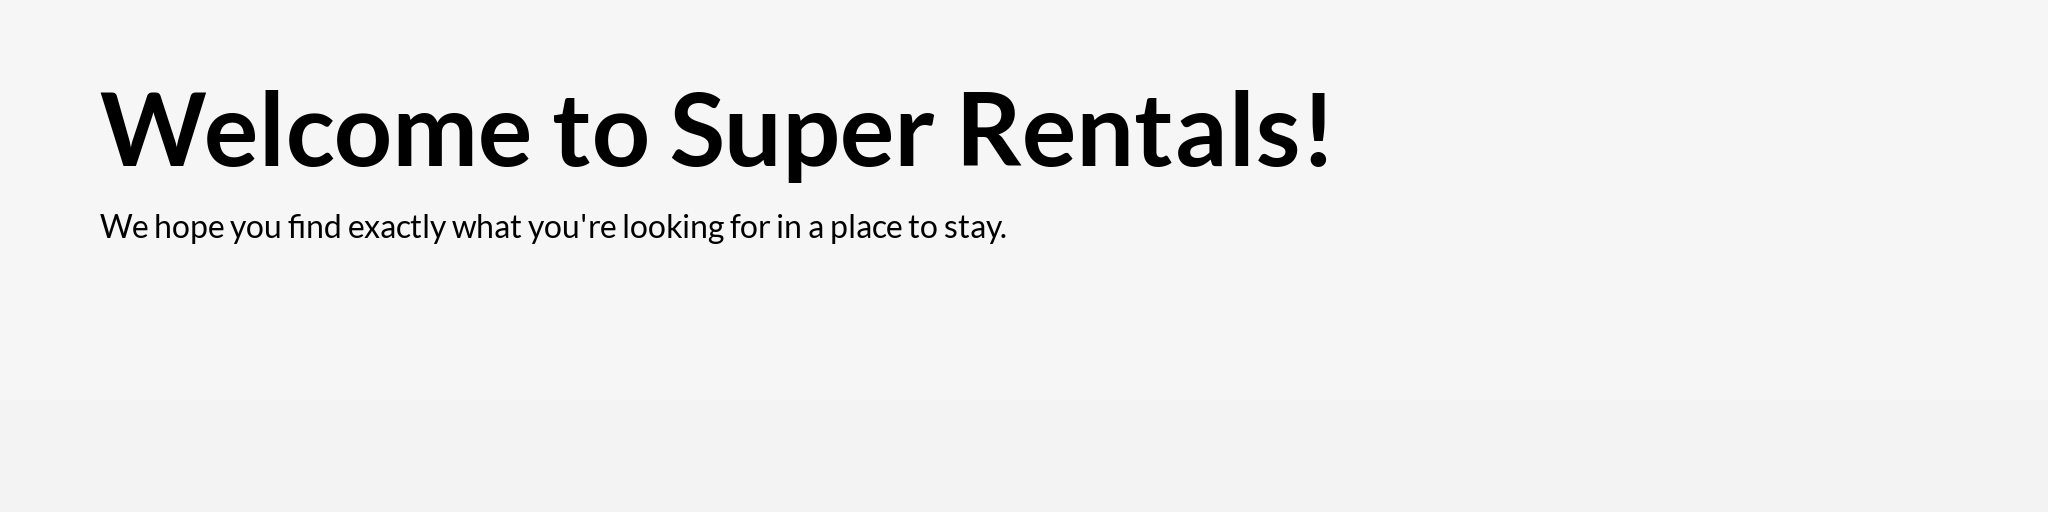 Welcome to Super Rentals!
We hope you find exactly what you're looking for in a place to stay.